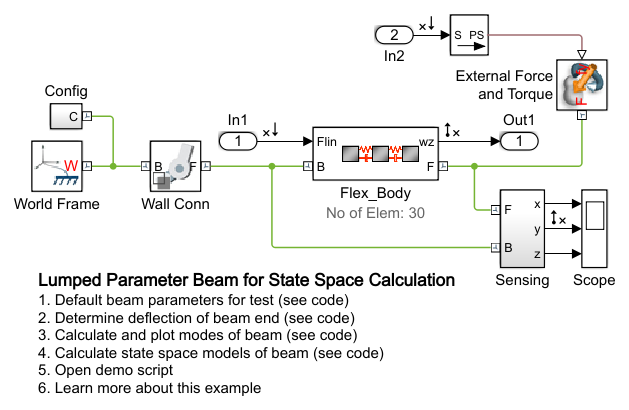 2
In2
S PS
External Force
and Torque
F
Config
C
In1
1
Out1
1
W
B
F
Flin
wz
B
F
World Frame
Wall Conn
Flex_Body
No of Elem: 30
F
B
x
y
z
Sensing
Scope
Lumped Parameter Beam for State Space Calculation
1. Default beam parameters for test (see code)
2. Determine deflection of beam end (see code)
3. Calculate and plot modes of beam (see code)
4. Calculate state space models of beam (see code)
5. Open demo script
6. Learn more about this example